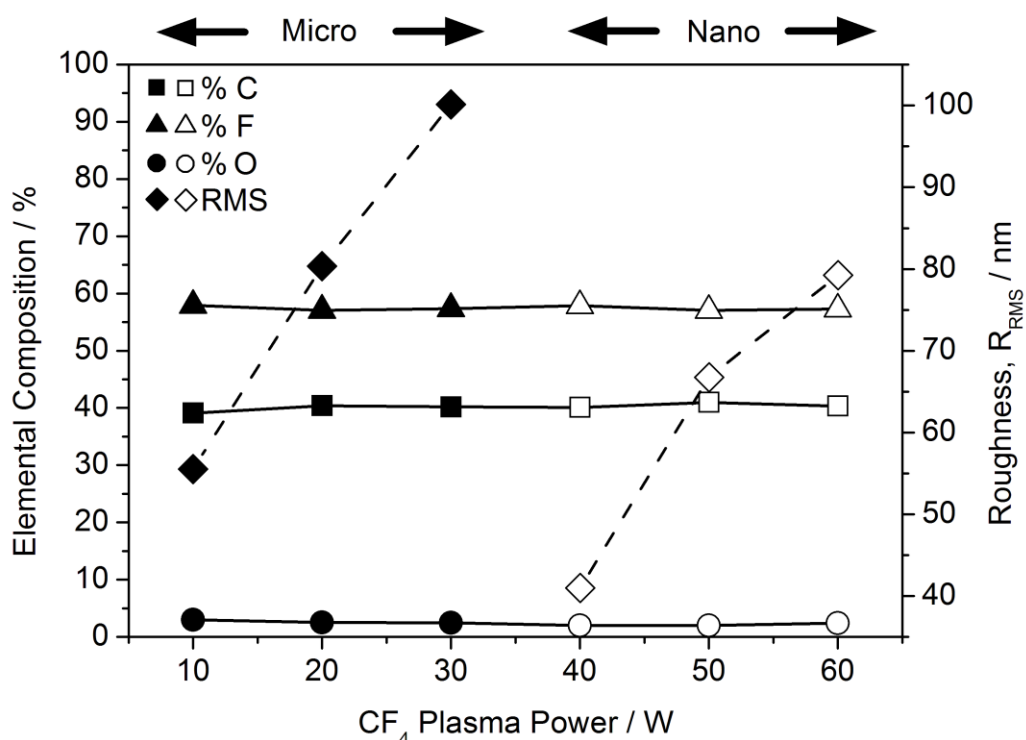 Micro Nano
% C
% F
% O
RMS
Elemental Composition / %
100
90
80
70
60
50
40
30
20
10
0
Roughness, R_RMS / nm
100
90
80
70
60
50
40
10 20 30 40 50 60
CF₄ Plasma Power / W